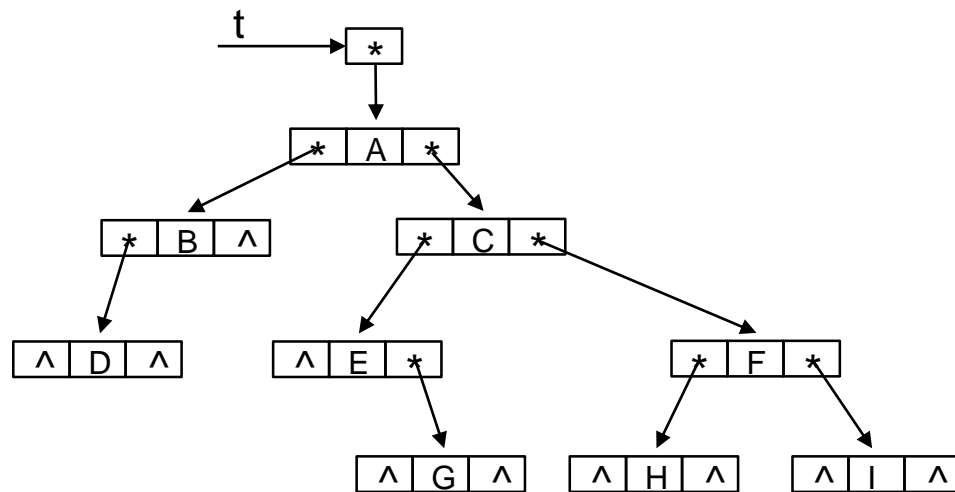 t
*
* A *
* B ^
* C *
^ D ^
^ E *
* F *
^ G ^
^ H ^
^ I ^